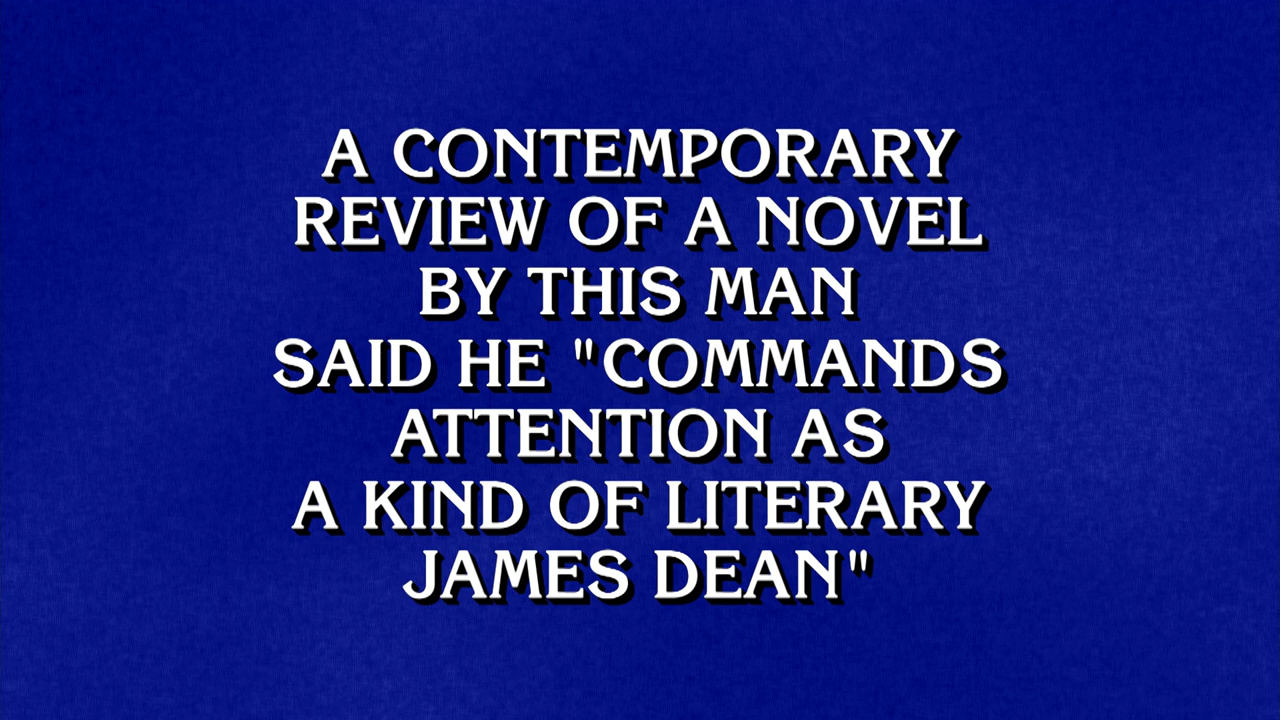 A CONTEMPORARY
REVIEW OF A NOVEL
BY THIS MAN
SAID HE "COMMANDS
ATTENTION AS
A KIND OF LITERARY
JAMES DEAN"